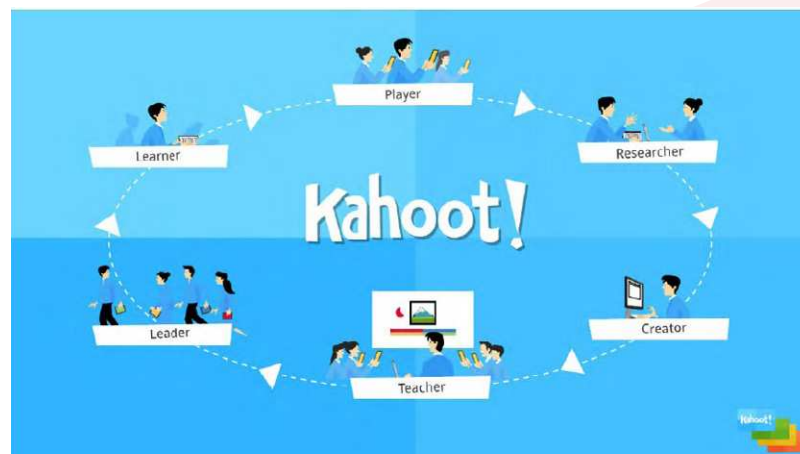 Player
Learner
Researcher
Kahoot!
Leader
Creator
Teacher
Kahoot!